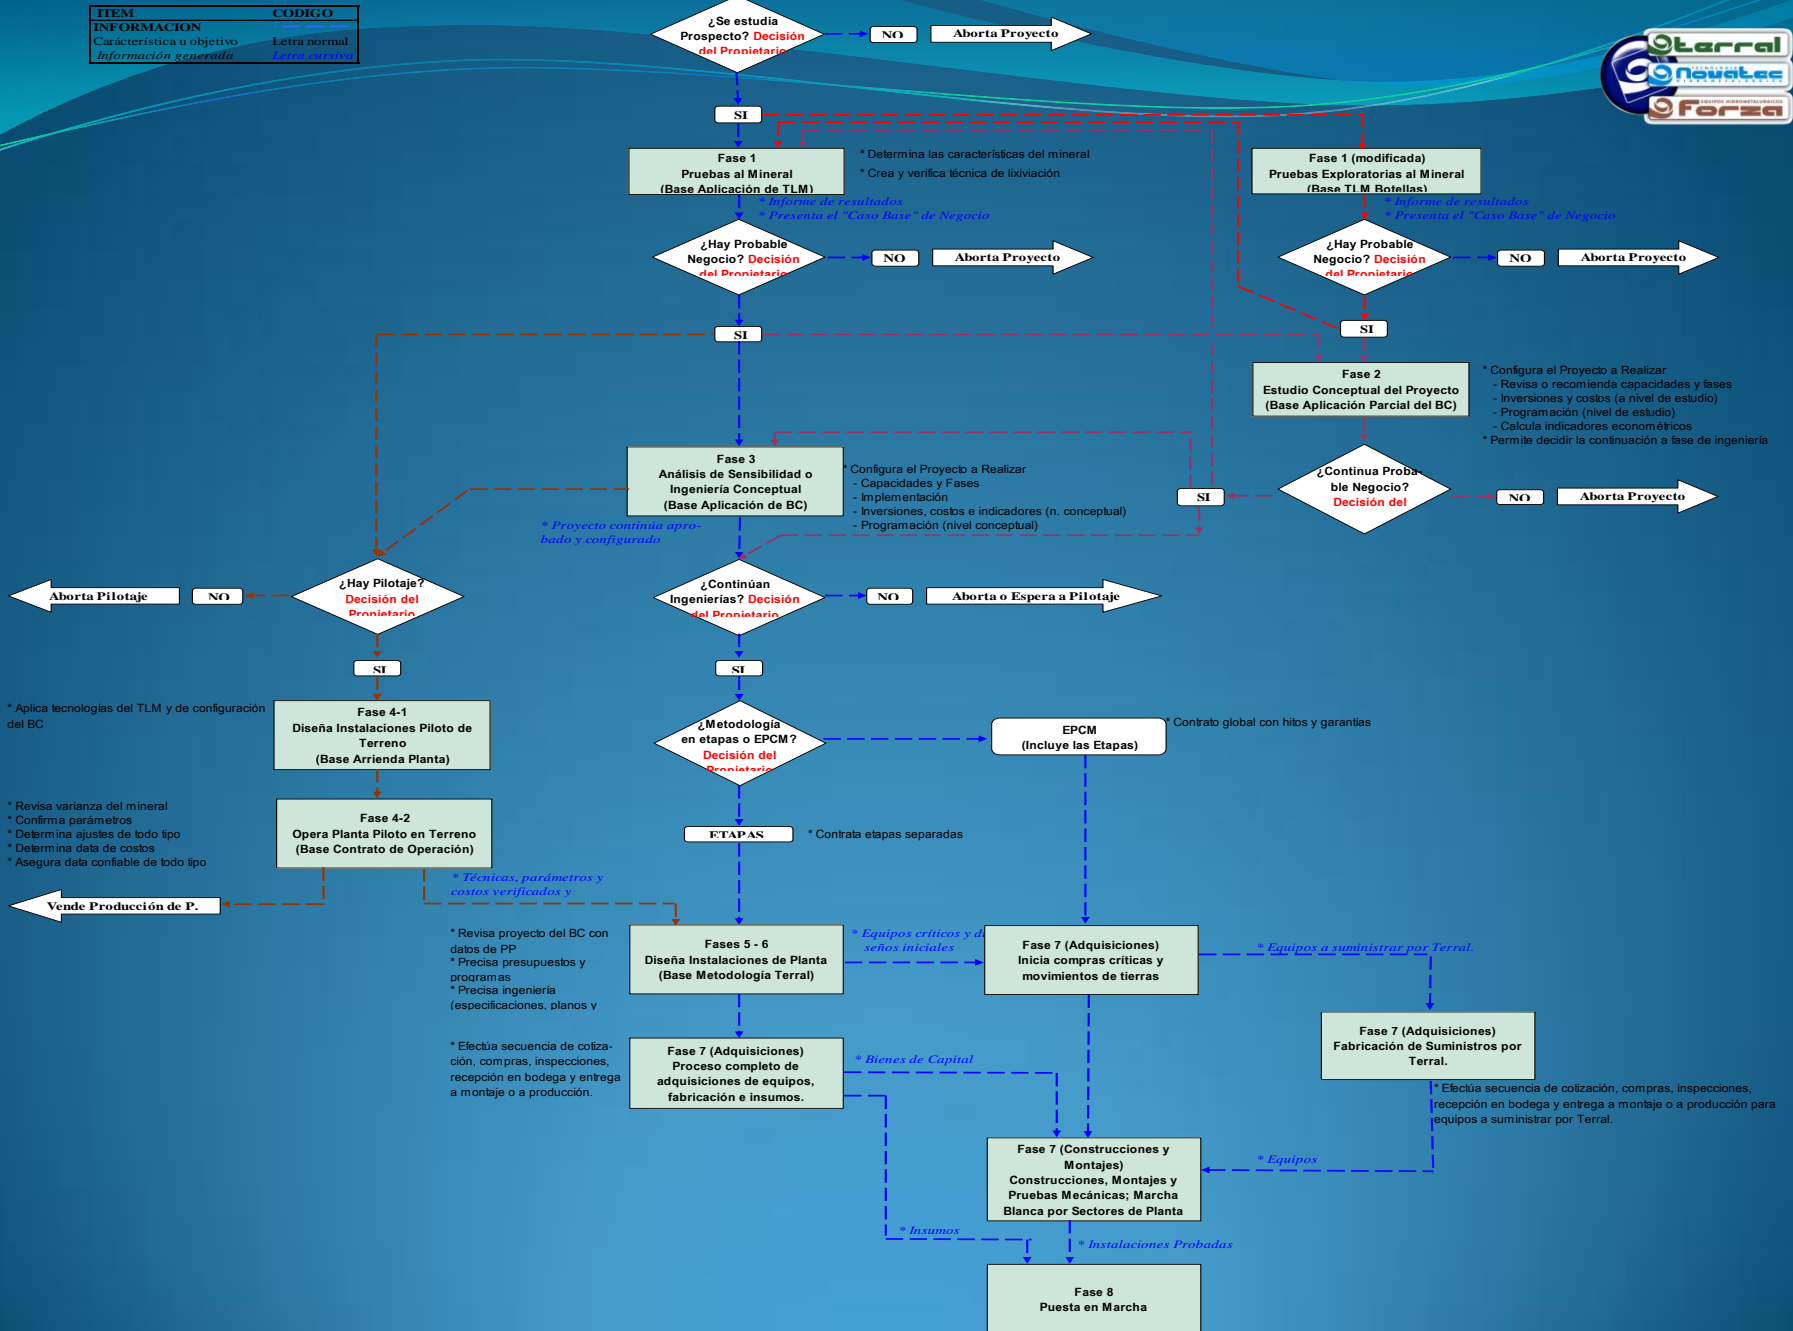 ITEM CODIGO
INFORMACION
Carácterística u objetivo Letra normal
Información generada Letra cursiva
¿Se estudia
Prospecto? Decisión
del Propietario
NO
Aborta Proyecto
terral
TECNOLOGIA
novatec
HIDROMETALURGICA
EQUIPOS HIDROMETALURGICOS
Forza
SI
Fase 1
Pruebas al Mineral
(Base Aplicación de TLM)
* Determina las características del mineral
* Crea y verifica técnica de lixiviación
Fase 1 (modificada)
Pruebas Exploratorias al Mineral
(Base TLM Botellas)
* Informe de resultados
* Presenta el "Caso Base" de Negocio
* Informe de resultados
* Presenta el "Caso Base" de Negocio
¿Hay Probable
Negocio? Decisión
del Propietario
NO
Aborta Proyecto
¿Hay Probable
Negocio? Decisión
del Propietario
NO
Aborta Proyecto
SI
SI
Fase 2
Estudio Conceptual del Proyecto
(Base Aplicación Parcial del BC)
* Configura el Proyecto a Realizar
- Revisa o recomienda capacidades y fases
- Inversiones y costos (a nivel de estudio)
- Programación (nivel de estudio)
- Calcula indicadores econométricos
* Permite decidir la continuación a fase de ingeniería
Fase 3
Análisis de Sensibilidad o
Ingeniería Conceptual
(Base Aplicación de BC)
* Configura el Proyecto a Realizar
- Capacidades y Fases
- Implementación
- Inversiones, costos e indicadores (n. conceptual)
- Programación (nivel conceptual)
SI
¿Continua Proba-
ble Negocio?
Decisión del
NO
Aborta Proyecto
* Proyecto continúa apro-
bado y configurado
Aborta Pilotaje
NO
¿Hay Pilotaje?
Decisión del
Propietario
¿Continúan
Ingenierías? Decisión
del Propietario
NO
Aborta o Espera a Pilotaje
SI
SI
* Aplica tecnologías del TLM y de configuración
del BC
Fase 4-1
Diseña Instalaciones Piloto de
Terreno
(Base Arrienda Planta)
¿Metodología
en etapas o EPCM?
Decisión del
Propietario
EPCM
(Incluye las Etapas)
* Contrato global con hitos y garantías
* Revisa varianza del mineral
* Confirma parámetros
* Determina ajustes de todo tipo
* Determina data de costos
* Asegura data confiable de todo tipo
Fase 4-2
Opera Planta Piloto en Terreno
(Base Contrato de Operación)
ETAPAS
* Contrata etapas separadas
* Técnicas, parámetros y
costos verificados y
Vende Producción de P.
* Revisa proyecto del BC con
datos de PP
* Precisa presupuestos y
programas
* Precisa ingeniería
(especificaciones, planos y
Fases 5 - 6
Diseña Instalaciones de Planta
(Base Metodología Terral)
* Equipos críticos y di
seños iniciales
Fase 7 (Adquisiciones)
Inicia compras críticas y
movimientos de tierras
* Equipos a suministrar por Terral.
Fase 7 (Adquisiciones)
Fabricación de Suministros por
Terral.
* Efectúa secuencia de cotiza-
ción, compras, inspecciones,
recepción en bodega y entrega
a montaje o a producción.
Fase 7 (Adquisiciones)
Proceso completo de
adquisiciones de equipos,
fabricación e insumos.
* Bienes de Capital
* Efectúa secuencia de cotización, compras, inspecciones,
recepción en bodega y entrega a montaje o a producción para
equipos a suministrar por Terral.
Fase 7 (Construcciones y
Montajes)
Construcciones, Montajes y
Pruebas Mecánicas; Marcha
Blanca por Sectores de Planta
* Equipos
* Insumos
* Instalaciones Probadas
Fase 8
Puesta en Marcha